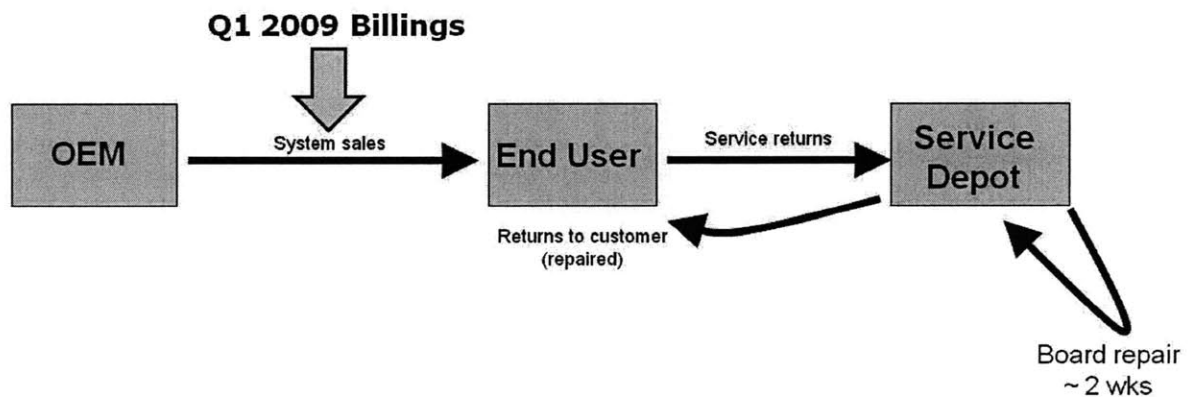 Q1 2009 Billings
OEM
System sales
End User
Service returns
Service
Depot
Returns to customer
(repaired)
Board repair
~ 2 wks